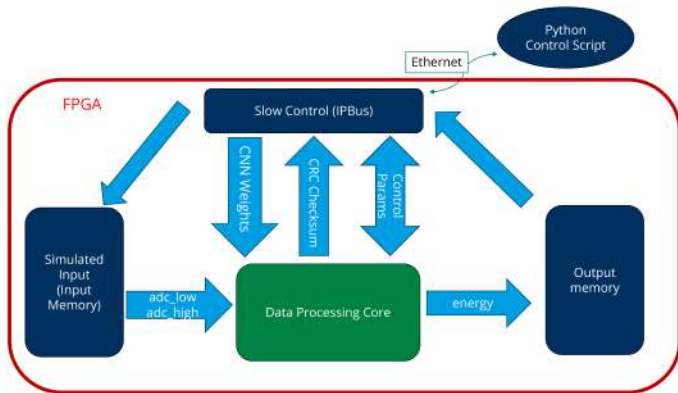 Python
Control Script
Ethernet
FPGA
Slow Control (IPBus)
CNN Weights
CRC Checksum
Control
Params
Simulated
Input
(Input
Memory)
adc_low
adc_high
Data Processing Core
energy
Output
memory